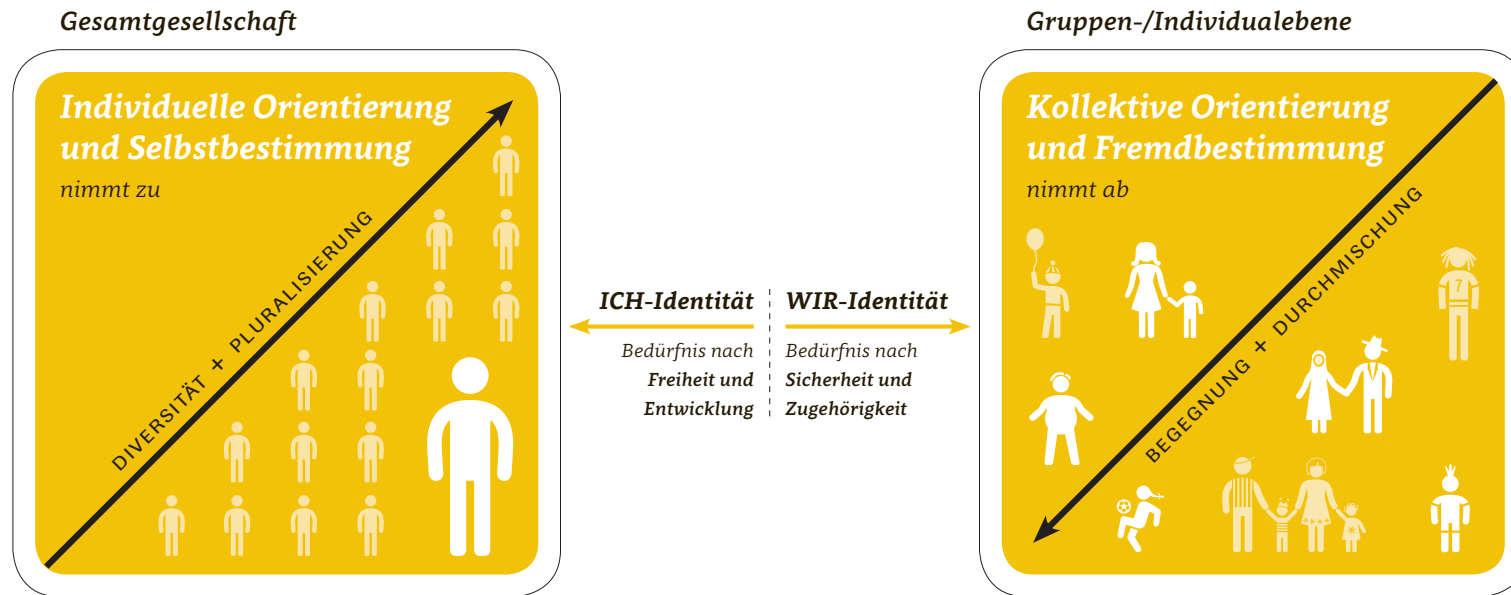 Gesamtgesellschaft
Individuelle Orientierung
und Selbstbestimmung
nimmt zu
DIVERSITÄT + PLURALISIERUNG
ICH-Identität
Bedürfnis nach
Freiheit und
Entwicklung
WIR-Identität
Bedürfnis nach
Sicherheit und
Zugehörigkeit
Gruppen-/Individualebene
Kollektive Orientierung
und Fremdbestimmung
nimmt ab
BEGEGNUNG + DURCHMISCHUNG
7